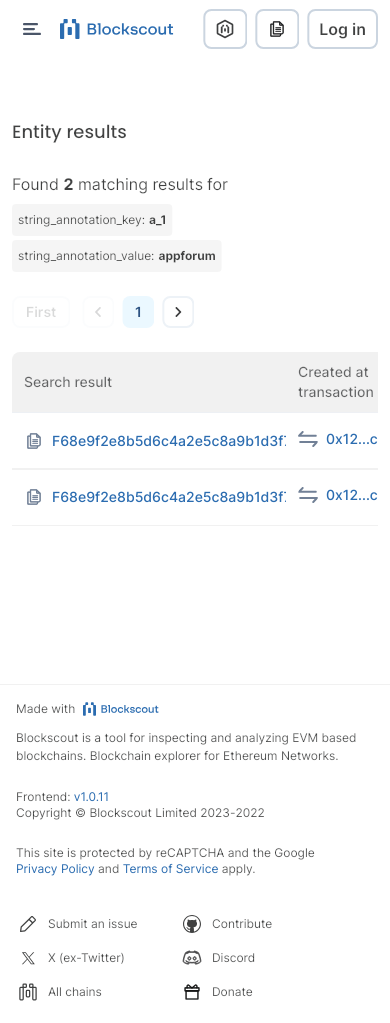 Blockscout
Log in
Entity results
Found 2 matching results for
string_annotation_key: a_1
string_annotation_value: appforum
First
1
Search result
Created at
transaction
F68e9f2e8b5d6c4a2e5c8a9b1d3f
0x12...c
F68e9f2e8b5d6c4a2e5c8a9b1d3f
0x12...c
Made with Blockscout
Blockscout is a tool for inspecting and analyzing EVM based
blockchains. Blockchain explorer for Ethereum Networks.
Frontend: v1.0.11
Copyright © Blockscout Limited 2023-2022
This site is protected by reCAPTCHA and the Google
Privacy Policy and Terms of Service apply.
Submit an issue
Contribute
X (ex-Twitter)
Discord
All chains
Donate